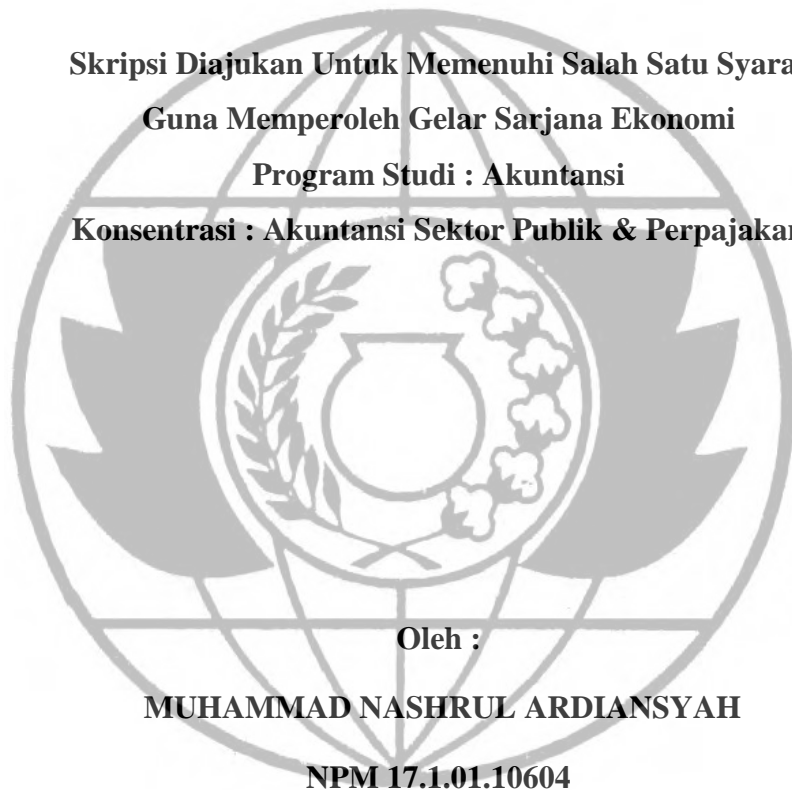 Skripsi Diajukan Untuk Memenuhi Salah Satu Syara
Guna Memperoleh Gelar Sarjana Ekonomi
Program Studi : Akuntansi
Konsentrasi : Akuntansi Sektor Publik & Perpajakan
Oleh :
MUHAMMAD NASHRUL ARDIANSYAH
NPM 17.1.01.10604